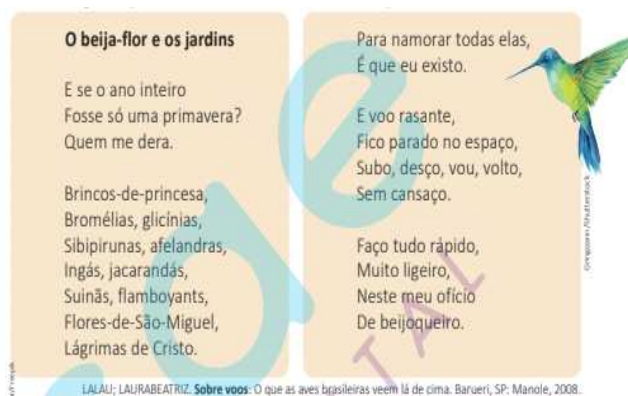 O beija-flor e os jardins
E se o ano inteiro
Fosse só uma primavera?
Quem me dera.
Brincos-de-princesa,
Bromélias, glicínias,
Sibipirunas, afelandras,
Ingás, jacarandás,
Suinãs, flamboyants,
Flores-de-São-Miguel,
Lágrimas de Cristo.
Para namorar todas elas,
É que eu existo.
E voo rasante,
Fico parado no espaço,
Subo, desço, vou, volto,
Sem cansaço.
Faço tudo rápido,
Muito ligeiro,
Neste meu ofício
De beijoqueiro.
LALAU; LAURABEATRIZ. Sobre voos: O que as aves brasileiras veem lá de cima. Barueri, SP: Manole, 2008.